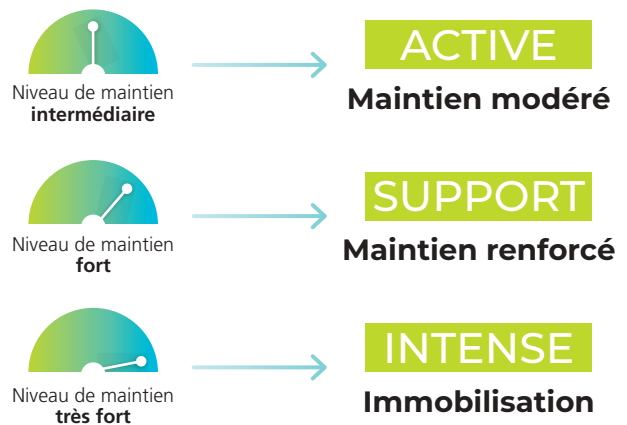 Niveau de maintien
intermédiaire
ACTIVE
Maintien modéré
Niveau de maintien
fort
SUPPORT
Maintien renforcé
Niveau de maintien
très fort
INTENSE
Immobilisation